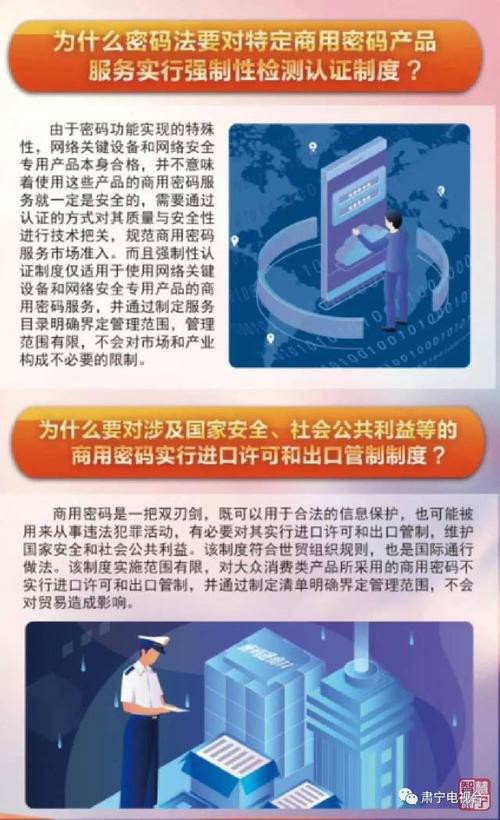 为什么密码法要对特定商用密码产品
服务实行强制性检测认证制度？
由于密码功能实现的特殊
性，网络关键设备和网络安全
专用产品本身合格，并不意味
着使用这些产品的商用密码服
务就一定是安全的，需要通过
认证的方式对其质量与安全性
进行技术把关，规范商用密码
服务市场准入。而且强制性认
证制度仅适用于使用网络关键
设备和网络安全专用产品的商
用密码服务，并通过制定服务
目录明确界定管理范围，管理
范围有限，不会对市场和产业
构成不必要的限制。
为什么要对涉及国家安全、社会公共利益等的
商用密码实行进口许可和出口管制制度？
商用密码是一把双刃剑，既可以用于合法的信息保护，也可能被
用来从事违法犯罪活动，有必要对其实行进口许可和出口管制，维护
国家安全和社会公共利益。该制度符合世贸组织规则，也是国际通行
做法。该制度实施范围有限，对大众消费类产品所采用的商用密码不
实行进口许可和出口管制，并通过制定清单明确界定管理范围，不会
对贸易造成影响。
肃宁电视台